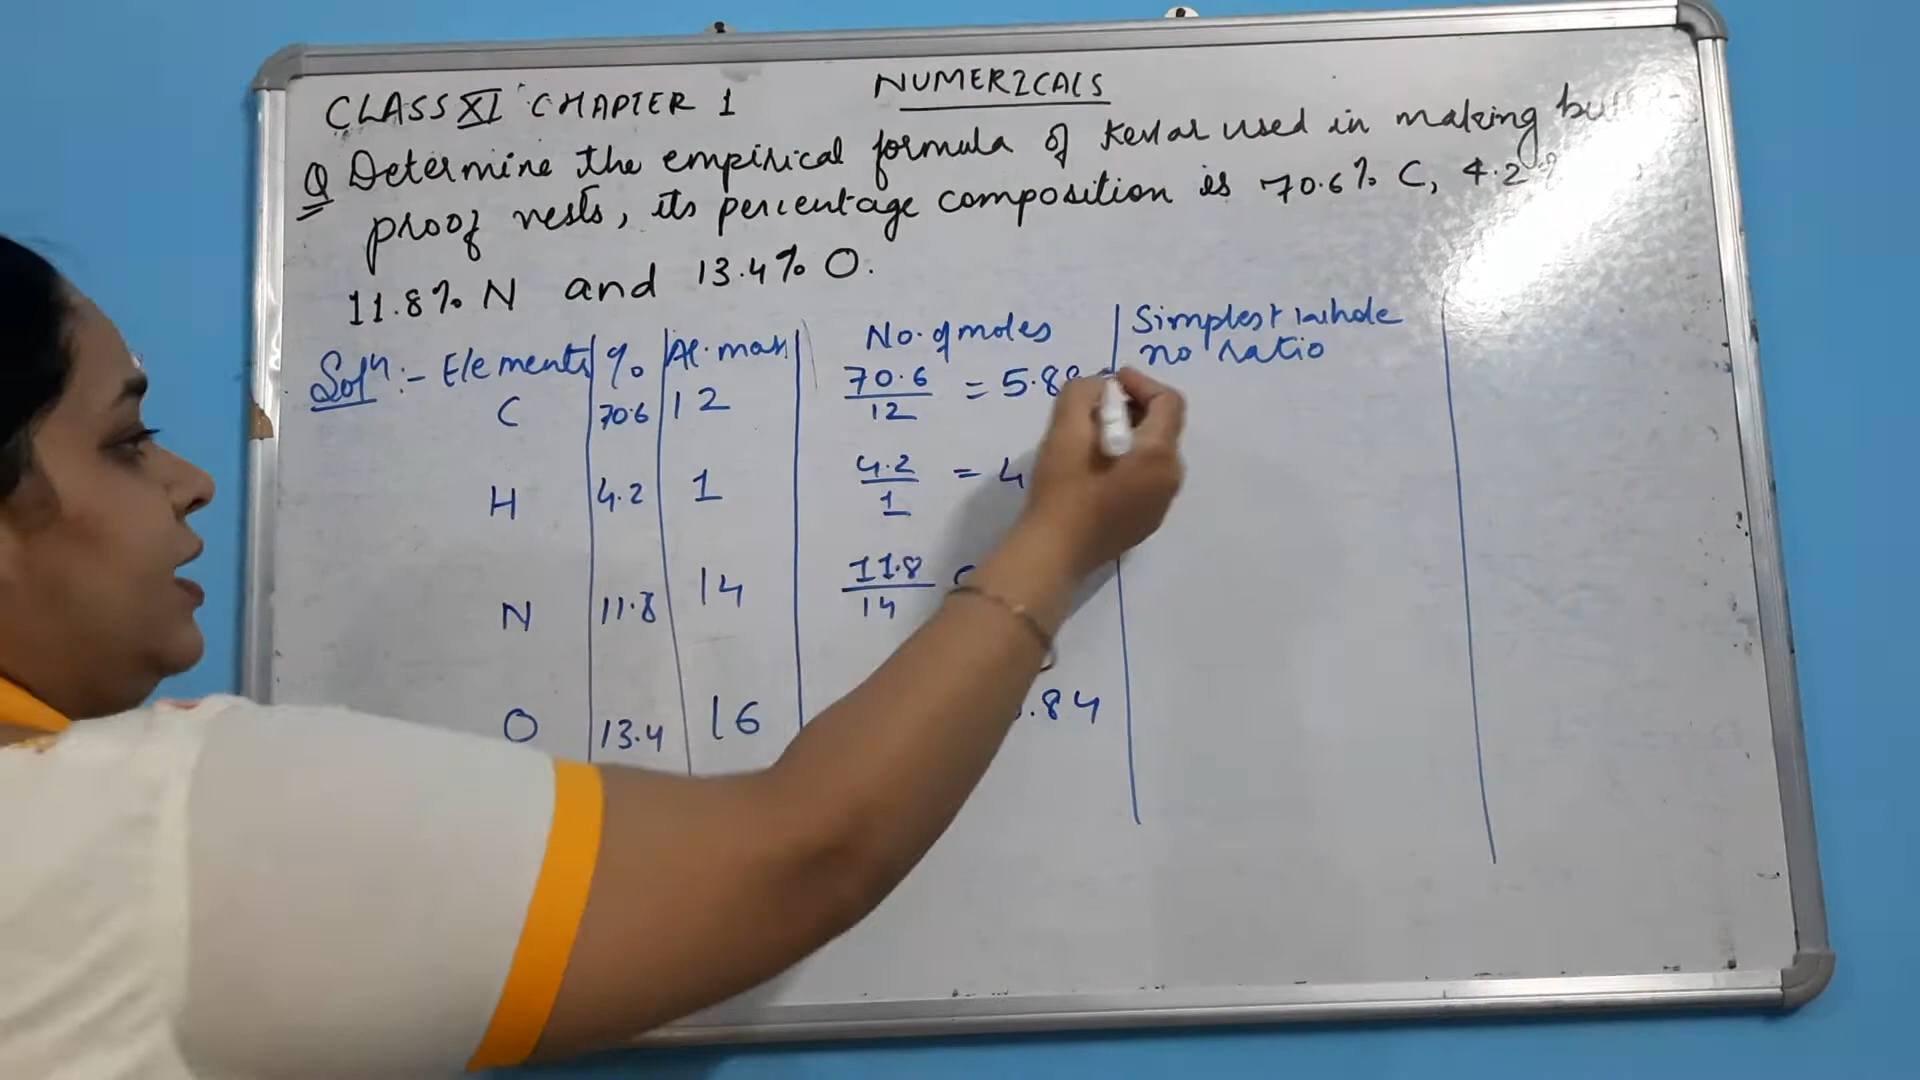 CLASS XI CHAPTER 1 NUMERICALS
Q Determine the empirical formula of Kevlar used in making
proof vests, its percentage composition is 70.6% C, 4.2%
11.8% N and 13.4% O.
Solⁿ:- Elements % At. mass No. of moles Simplest whole
no ratio
C 70.6 12 70.6/12 = 5.88
H 4.2 1 4.2/1 = 4
N 11.8 14 11.8/14
O 13.4 16 .84